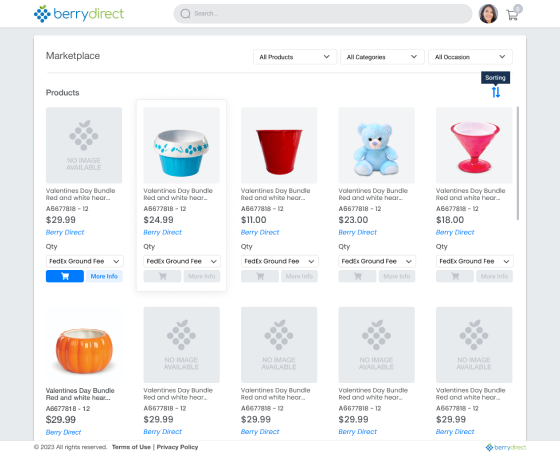 berrydirect
Search...
0
Marketplace
All Products
All Categories
All Occasion
Sorting
Products
NO IMAGE
AVAILABLE
Valentines Day Bundle
Red and white hear...
A6677818 - 12
$29.99
Berry Direct
Qty
FedEx Ground Fee
More Info
Valentines Day Bundle
Red and white hear...
A6677818 - 12
$24.99
Berry Direct
Qty
FedEx Ground Fee
More Info
Valentines Day Bundle
Red and white hear...
A6677818 - 12
$11.00
Berry Direct
Qty
FedEx Ground Fee
More Info
Valentines Day Bundle
Red and white hear...
A6677818 - 12
$23.00
Berry Direct
Qty
FedEx Ground Fee
More Info
Valentines Day Bundle
Red and white hear...
A6677818 - 12
$18.00
Berry Direct
Qty
FedEx Ground Fee
More Info
Valentines Day Bundle
Red and white hear...
A6677818 - 12
$29.99
Berry Direct
NO IMAGE
AVAILABLE
Valentines Day Bundle
Red and white hear...
A6677818 - 12
$29.99
Berry Direct
NO IMAGE
AVAILABLE
Valentines Day Bundle
Red and white hear...
A6677818 - 12
$29.99
Berry Direct
NO IMAGE
AVAILABLE
Valentines Day Bundle
Red and white hear...
A6677818 - 12
$29.99
Berry Direct
NO IMAGE
AVAILABLE
Valentines Day Bundle
Red and white hear...
A6677818 - 12
$29.99
Berry Direct
© 2023 All rights reserved. Terms of Use | Privacy Policy
berrydirect